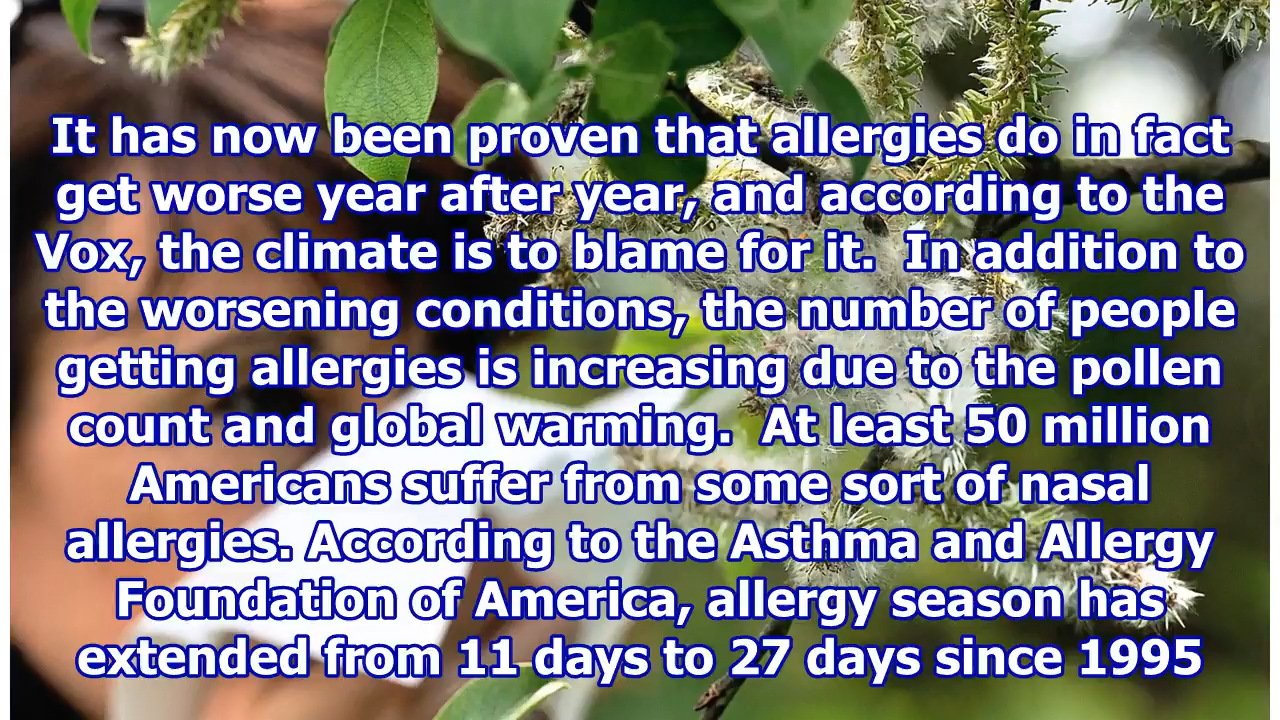 It has now been proven that allergies do in fact
get worse year after year, and according to the
Vox, the climate is to blame for it.  In addition to
the worsening conditions, the number of people
getting allergies is increasing due to the pollen
count and global warming.  At least 50 million
Americans suffer from some sort of nasal
allergies. According to the Asthma and Allergy
Foundation of America, allergy season has
extended from 11 days to 27 days since 1995